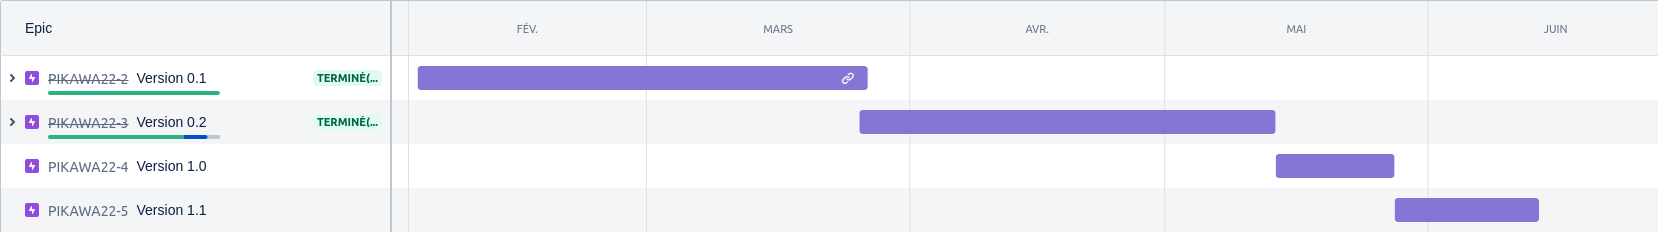 Epic FÉV. MARS AVR. MAI JUIN
PIKAWA22-2 Version 0.1 TERMINÉ(...
PIKAWA22-3 Version 0.2 TERMINÉ(...
PIKAWA22-4 Version 1.0
PIKAWA22-5 Version 1.1